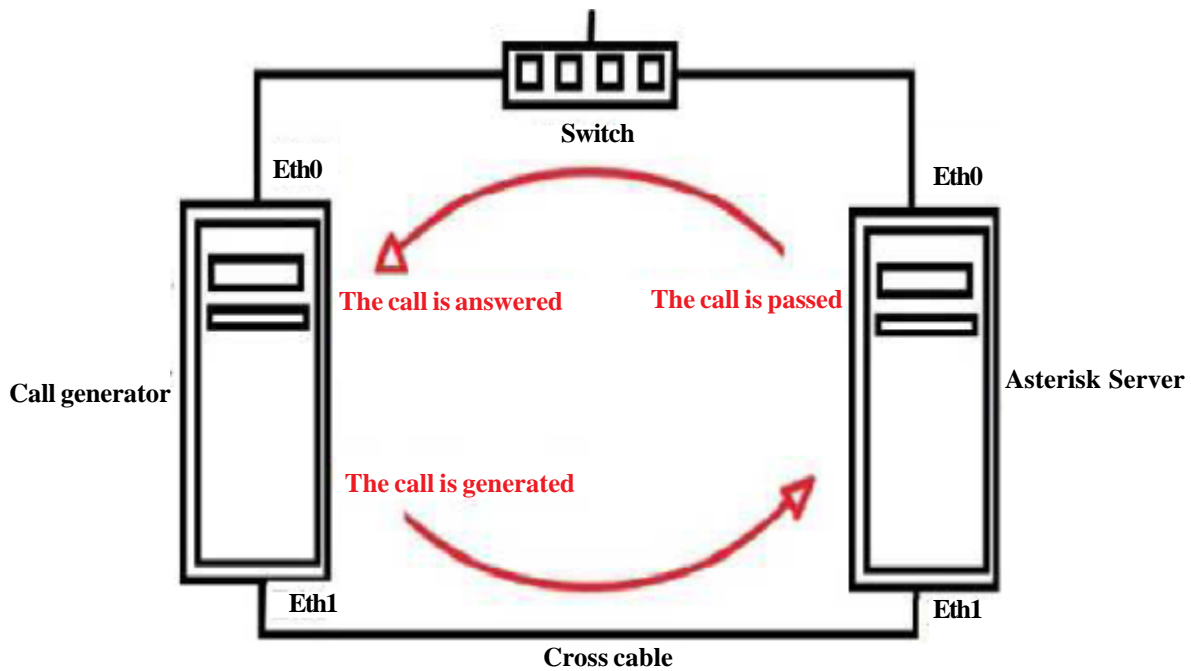 Switch
Eth0
Eth0
The call is answered
The call is passed
Call generator
Asterisk Server
The call is generated
Eth1
Eth1
Cross cable